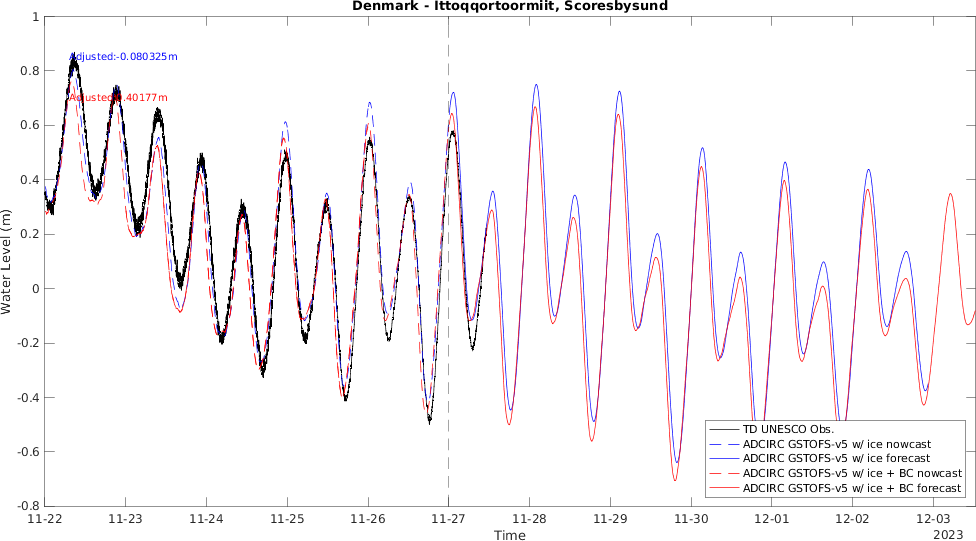 Denmark - Ittoqqortoormiit, Scoresbysund
Adjusted:-0.080325m
Water Level (m)
1
0.8
0.6
0.4
0.2
0
-0.2
-0.4
-0.6
-0.8
11-22
11-23
11-24
11-25
11-26
11-27
11-28
11-29
11-30
12-01
12-02
12-03
Time
2023
TD UNESCO Obs.
ADCIRC GSTOFS-v5 w/ ice nowcast
ADCIRC GSTOFS-v5 w/ ice forecast
ADCIRC GSTOFS-v5 w/ ice + BC nowcast
ADCIRC GSTOFS-v5 w/ ice + BC forecast